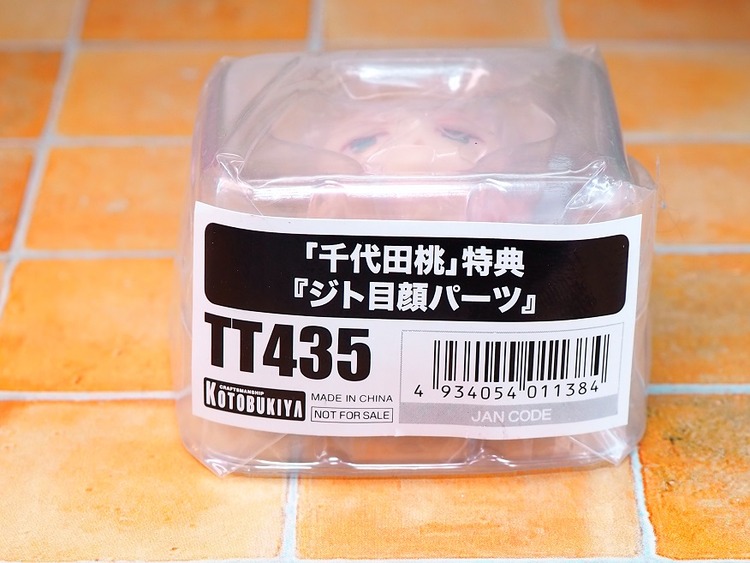 「千代田桃」特典
『ジト目顔パーツ』
TT435
CRAFTSMANSHIP
KOTOBUKIYA
MADE IN CHINA
NOT FOR SALE
4 934054 011384
JAN CODE